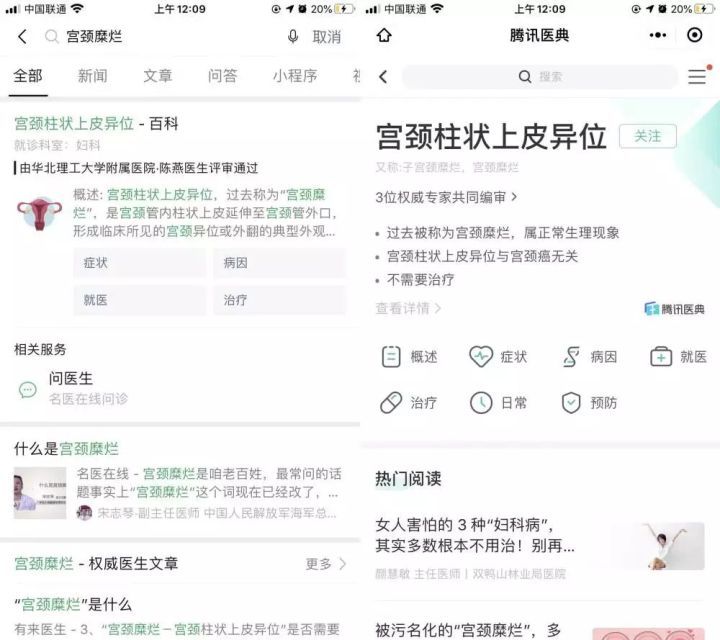 中国联通
上午12:09
20%
宫颈糜烂
取消
全部
新闻
文章
问答
小程序
宫颈柱状上皮异位 - 百科
就诊科室：妇科
由华北理工大学附属医院·陈燕医生评审通过
概述: 宫颈柱状上皮异位，过去称为“宫颈糜
烂”，是宫颈管内柱状上皮延伸至宫颈管外口，
形成临床所见的宫颈异位或外翻的典型外观...
症状
病因
就医
治疗
相关服务
问医生
名医在线问诊
什么是宫颈糜烂
名医在线 - 宫颈糜烂是咱老百姓，最常问的话
题事实上“宫颈糜烂”这个词现在已经改了，...
宋志琴·副主任医师 中国人民解放军海军总...
宫颈糜烂 - 权威医生文章
更多
“宫颈糜烂”是什么
有来医生 - 3、“宫颈糜烂－宫颈柱状上皮异位”是否需要
中国联通
上午12:09
20%
腾讯医典
搜索
宫颈柱状上皮异位
关注
又称:子宫颈糜烂，宫颈糜烂
3位权威专家共同编审
• 过去被称为宫颈糜烂，属正常生理现象
• 宫颈柱状上皮异位与宫颈癌无关
• 不需要治疗
查看详情
腾讯医典
概述
症状
病因
就医
治疗
日常
预防
热门阅读
女人害怕的 3 种“妇科病”，
其实多数根本不用治！别再...
颜慧敏 主任医师｜双鸭山林业局医院
被污名化的“宫颈糜烂”，多